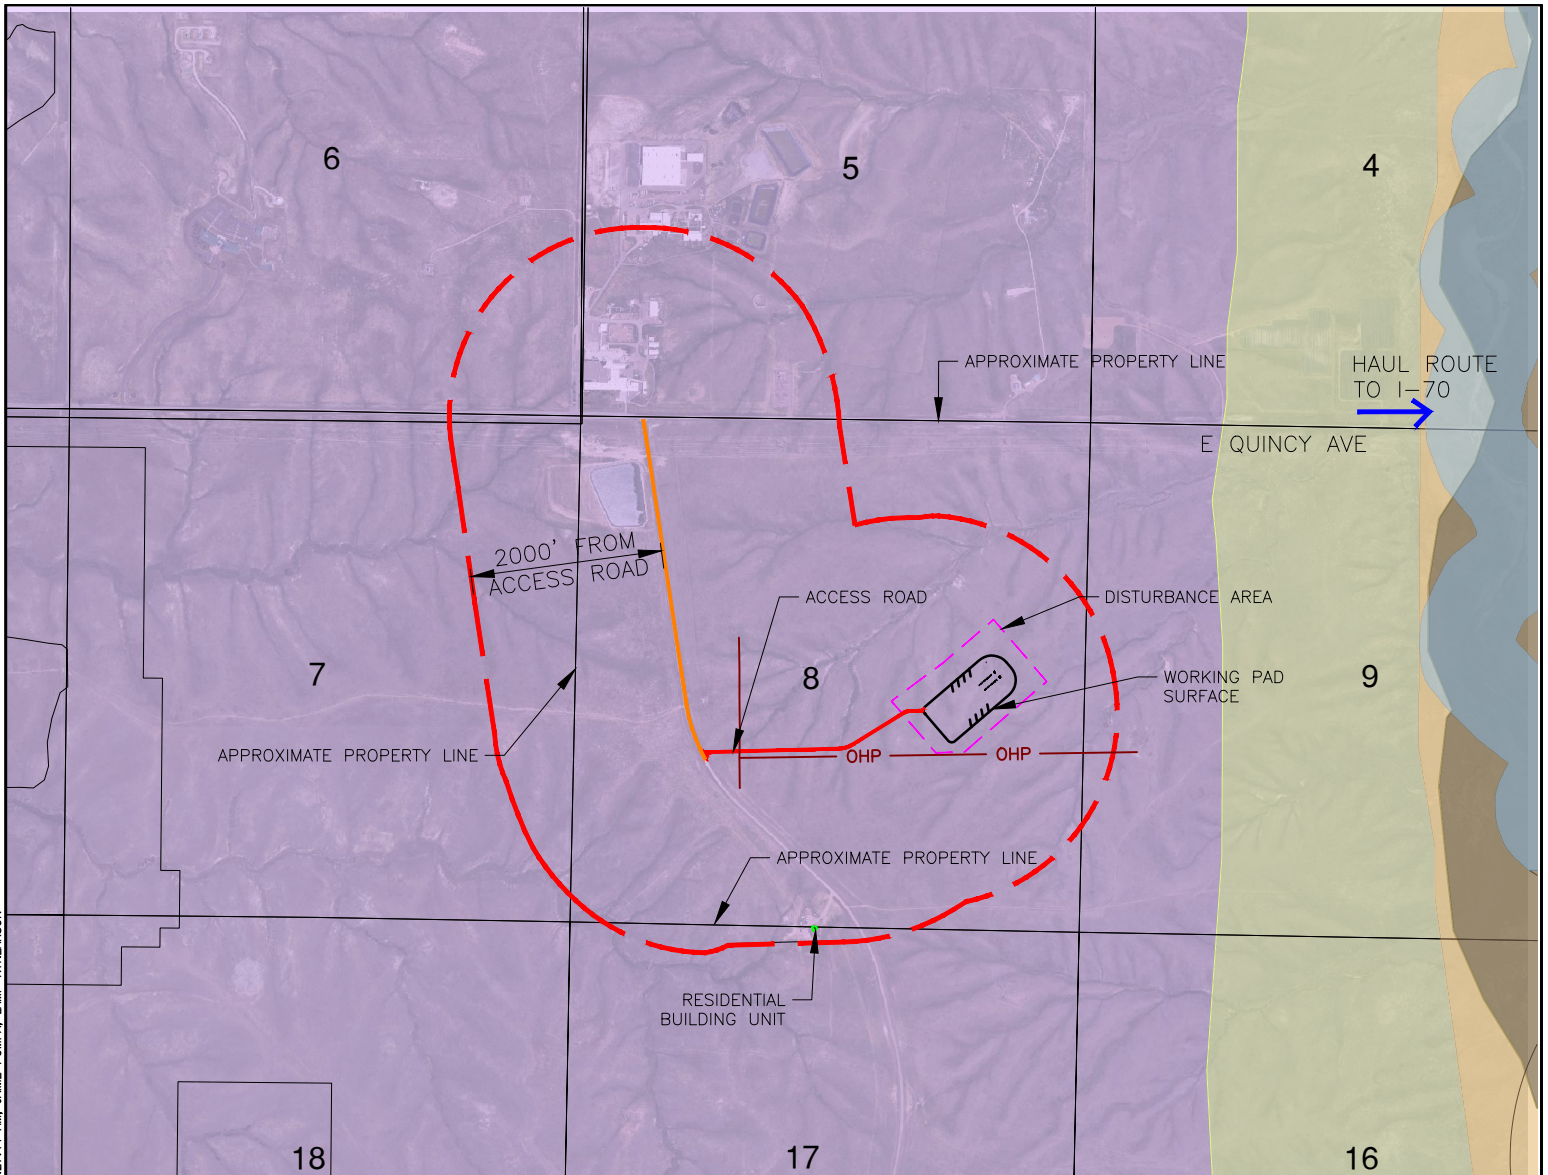 6
5
4
APPROXIMATE PROPERTY LINE
HAUL ROUTE
TO I-70
E QUINCY AVE
2000' FROM
ACCESS ROAD
ACCESS ROAD
DISTURBANCE AREA
7
8
9
WORKING PAD
SURFACE
APPROXIMATE PROPERTY LINE
OHP
OHP
APPROXIMATE PROPERTY LINE
RESIDENTIAL
BUILDING UNIT
18
17
16